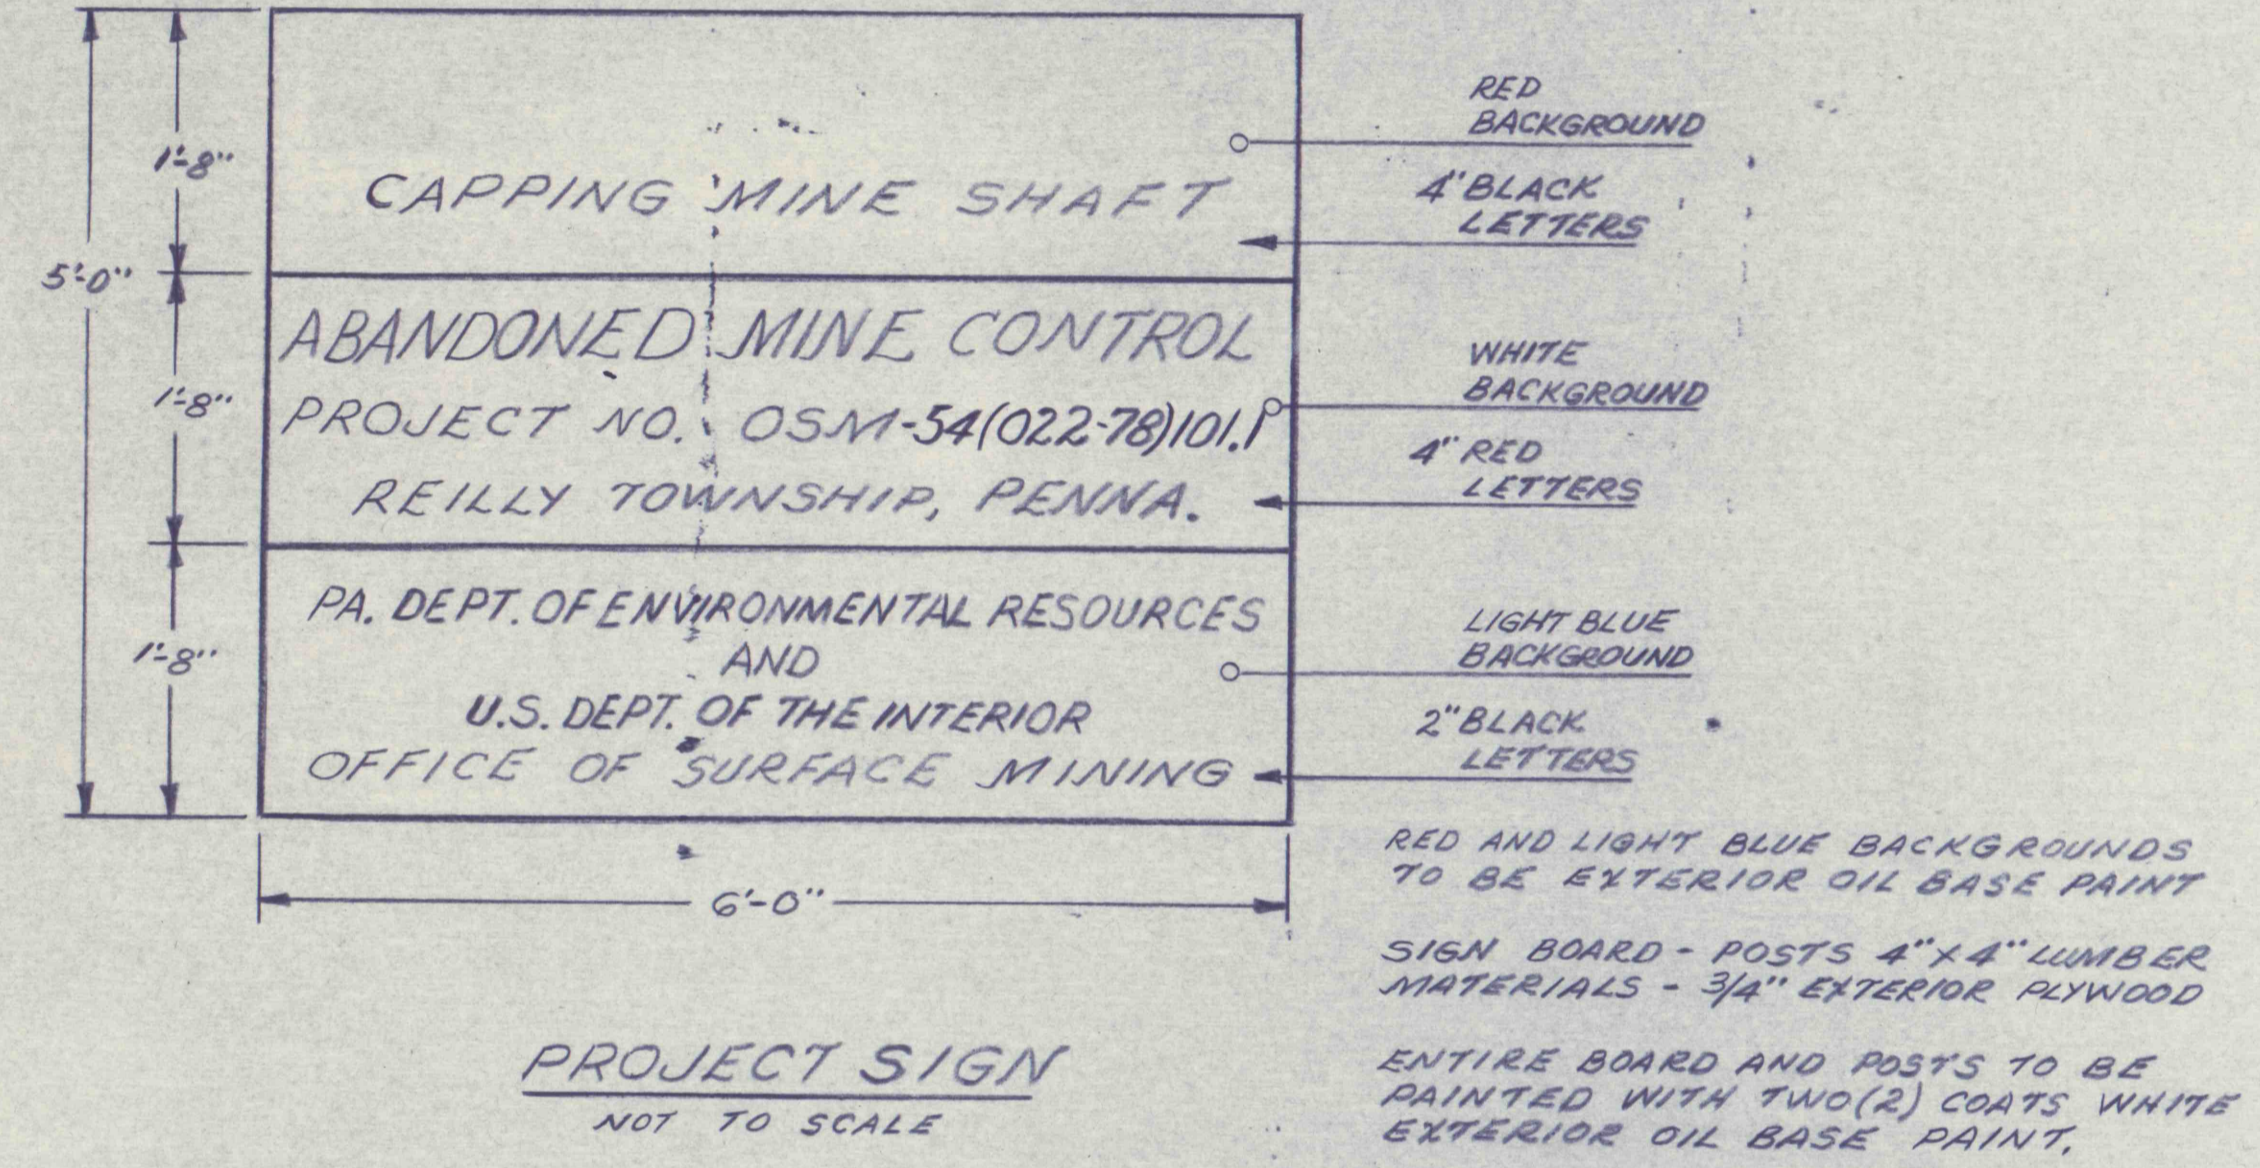 5'-0"
1'-8"
1'-8"
1'-8"
CAPPING MINE SHAFT
ABANDONED MINE CONTROL
PROJECT NO. OSM-54(022-78)101.1
REILLY TOWNSHIP, PENNA.
PA. DEPT. OF ENVIRONMENTAL RESOURCES
AND
U.S. DEPT. OF THE INTERIOR
OFFICE OF SURFACE MINING
6'-0"
RED
BACKGROUND
4" BLACK
LETTERS
WHITE
BACKGROUND
4" RED
LETTERS
LIGHT BLUE
BACKGROUND
2" BLACK
LETTERS
RED AND LIGHT BLUE BACKGROUNDS
TO BE EXTERIOR OIL BASE PAINT
SIGN BOARD - POSTS 4" X 4" LUMBER
MATERIALS - 3/4" EXTERIOR PLYWOOD
ENTIRE BOARD AND POSTS TO BE
PAINTED WITH TWO (2) COATS WHITE
EXTERIOR OIL BASE PAINT.
PROJECT SIGN
NOT TO SCALE